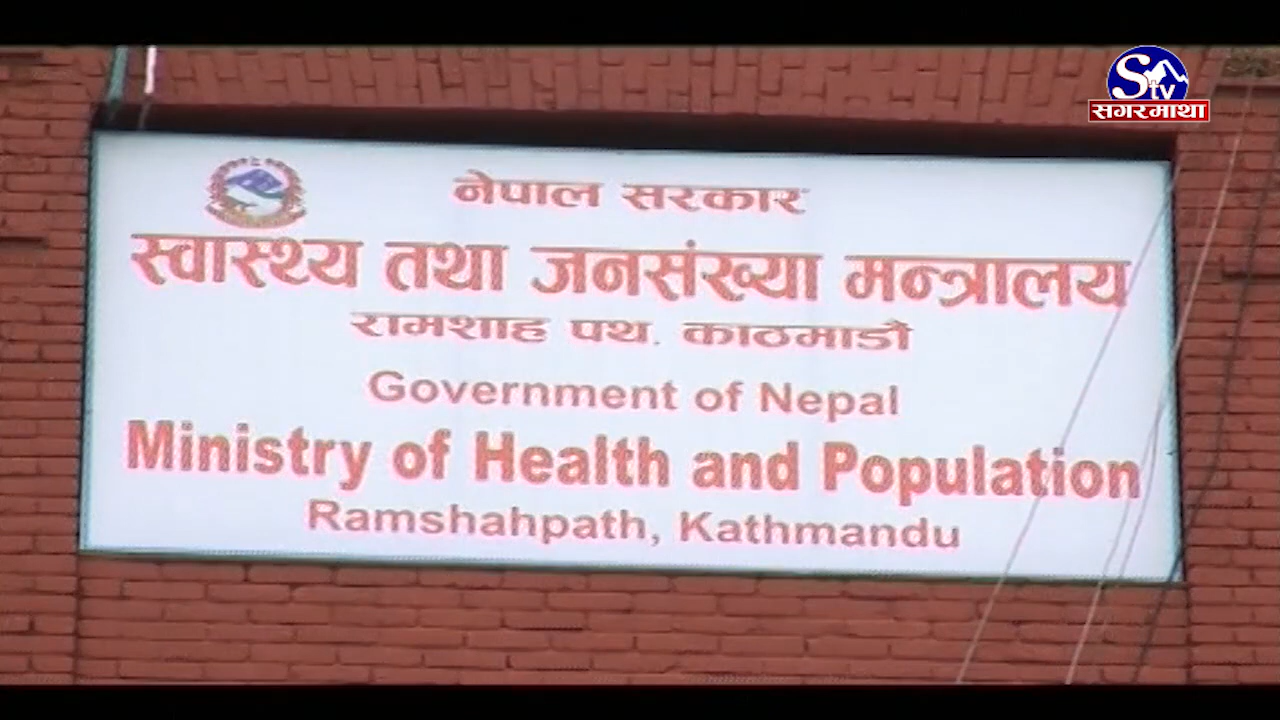 Stv
सगरमाथा
नेपाल सरकार
स्वास्थ्य तथा जनसंख्या मन्त्रालय
रामशाह पथ. काठमाडौ
Government of Nepal
Ministry of Health and Population
Ramshahpath, Kathmandu